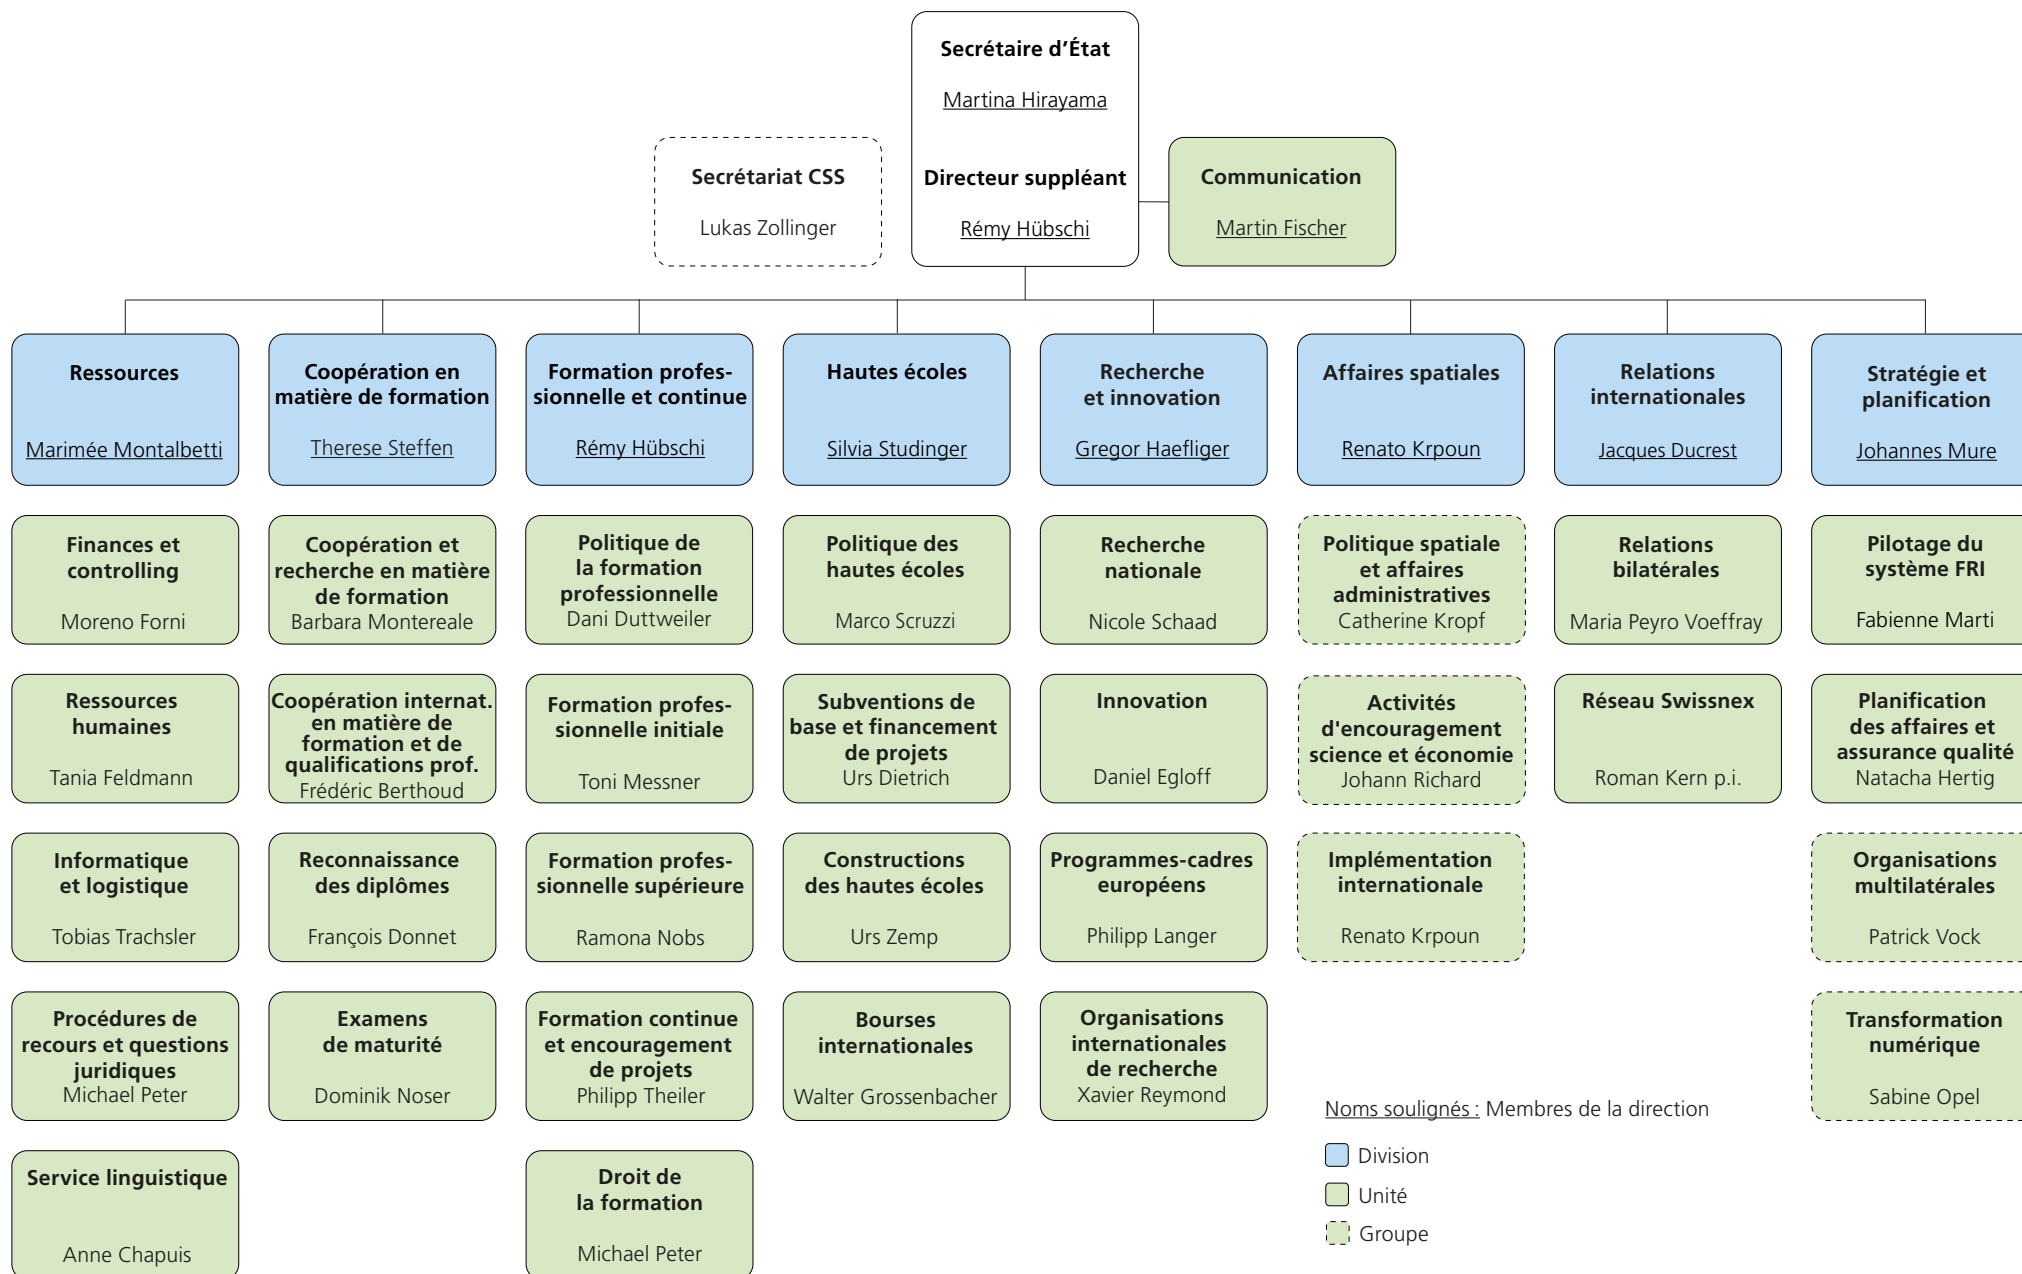 Secrétaire d'État
Martina Hirayama
Directeur suppléant
Rémy Hübschi
Secrétariat CSS
Lukas Zollinger
Communication
Martin Fischer
Ressources
Marimée Montalbetti
Finances et
controlling
Moreno Forni
Ressources
humaines
Tania Feldmann
Informatique
et logistique
Tobias Trachsler
Procédures de
recours et questions
juridiques
Michael Peter
Service linguistique
Anne Chapuis
Coopération en
matière de formation
Therese Steffen
Coopération et
recherche en matière
de formation
Barbara Montereale
Coopération internat.
en matière de
formation et de
qualifications prof.
Frédéric Berthoud
Reconnaissance
des diplômes
François Donnet
Examens
de maturité
Dominik Noser
Formation profes-
sionnelle et continue
Rémy Hübschi
Politique de
la formation
professionnelle
Dani Duttweiler
Formation profes-
sionnelle initiale
Toni Messner
Formation profes-
sionnelle supérieure
Ramona Nobs
Formation continue
et encouragement
de projets
Philipp Theiler
Droit de
la formation
Michael Peter
Hautes écoles
Silvia Studinger
Politique des
hautes écoles
Marco Scruzzi
Subventions de
base et financement
de projets
Urs Dietrich
Constructions
des hautes écoles
Urs Zemp
Bourses
internationales
Walter Grossenbacher
Recherche
et innovation
Gregor Haefliger
Recherche
nationale
Nicole Schaad
Innovation
Daniel Egloff
Programmes-cadres
européens
Philipp Langer
Organisations
internationales
de recherche
Xavier Reymond
Affaires spatiales
Renato Krpoun
Politique spatiale
et affaires
administratives
Catherine Kropf
Activités
d'encouragement
science et économie
Johann Richard
Implémentation
internationale
Renato Krpoun
Relations
internationales
Jacques Ducrest
Relations
bilatérales
Maria Peyro Voeffray
Réseau Swissnex
Roman Kern p.i.
Stratégie et
planification
Johannes Mure
Pilotage du
système FRI
Fabienne Marti
Planification
des affaires et
assurance qualité
Natacha Hertig
Organisations
multilatérales
Patrick Vock
Transformation
numérique
Sabine Opel
Noms soulignés : Membres de la direction
Division
Unité
Groupe